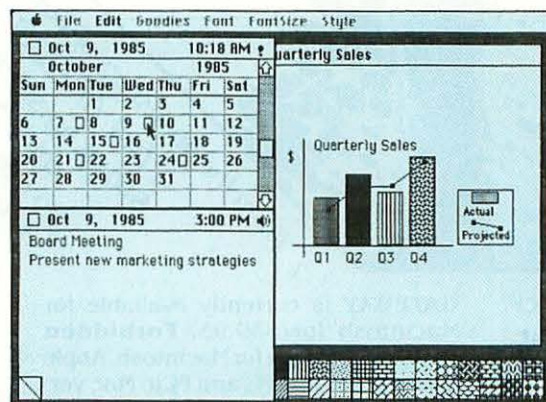 File Edit Goodies Font FontSize Style
Oct 9, 1985 10:18 AM
October 1985
Sun Mon Tue Wed Thu Fri Sat
1 2 3 4 5
6 7 8 9 10 11 12
13 14 15 16 17 18 19
20 21 22 23 24 25 26
27 28 29 30 31
Oct 9, 1985 3:00 PM
Board Meeting
Present new marketing strategies
uarterly Sales
Quarterly Sales
$
Q1 Q2 Q3 Q4
Actual
Projected